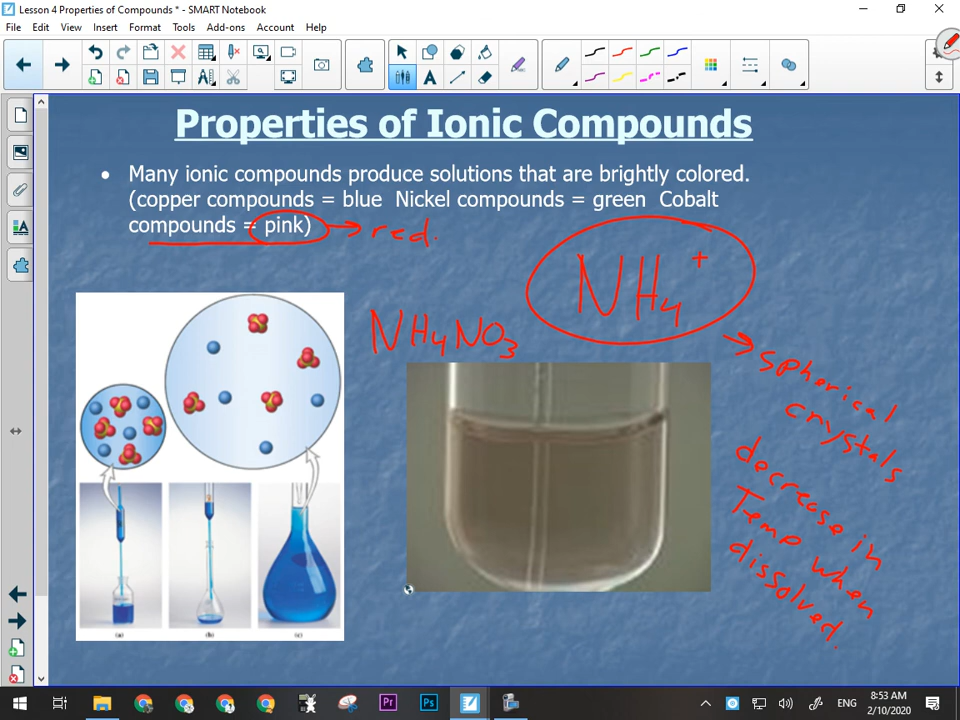 Lesson 4 Properties of Compounds * - SMART Notebook
File Edit View Insert Format Tools Add-ons Account Help
Properties of Ionic Compounds
• Many ionic compounds produce solutions that are brightly colored.
(copper compounds = blue Nickel compounds = green Cobalt
compounds = pink) → red.
NH₄⁺
NH₄NO₃
→ spherical
crystals
decrease in
Temp when
dissolved.
(a) (b) (c)
ENG
8:53 AM
2/10/2020